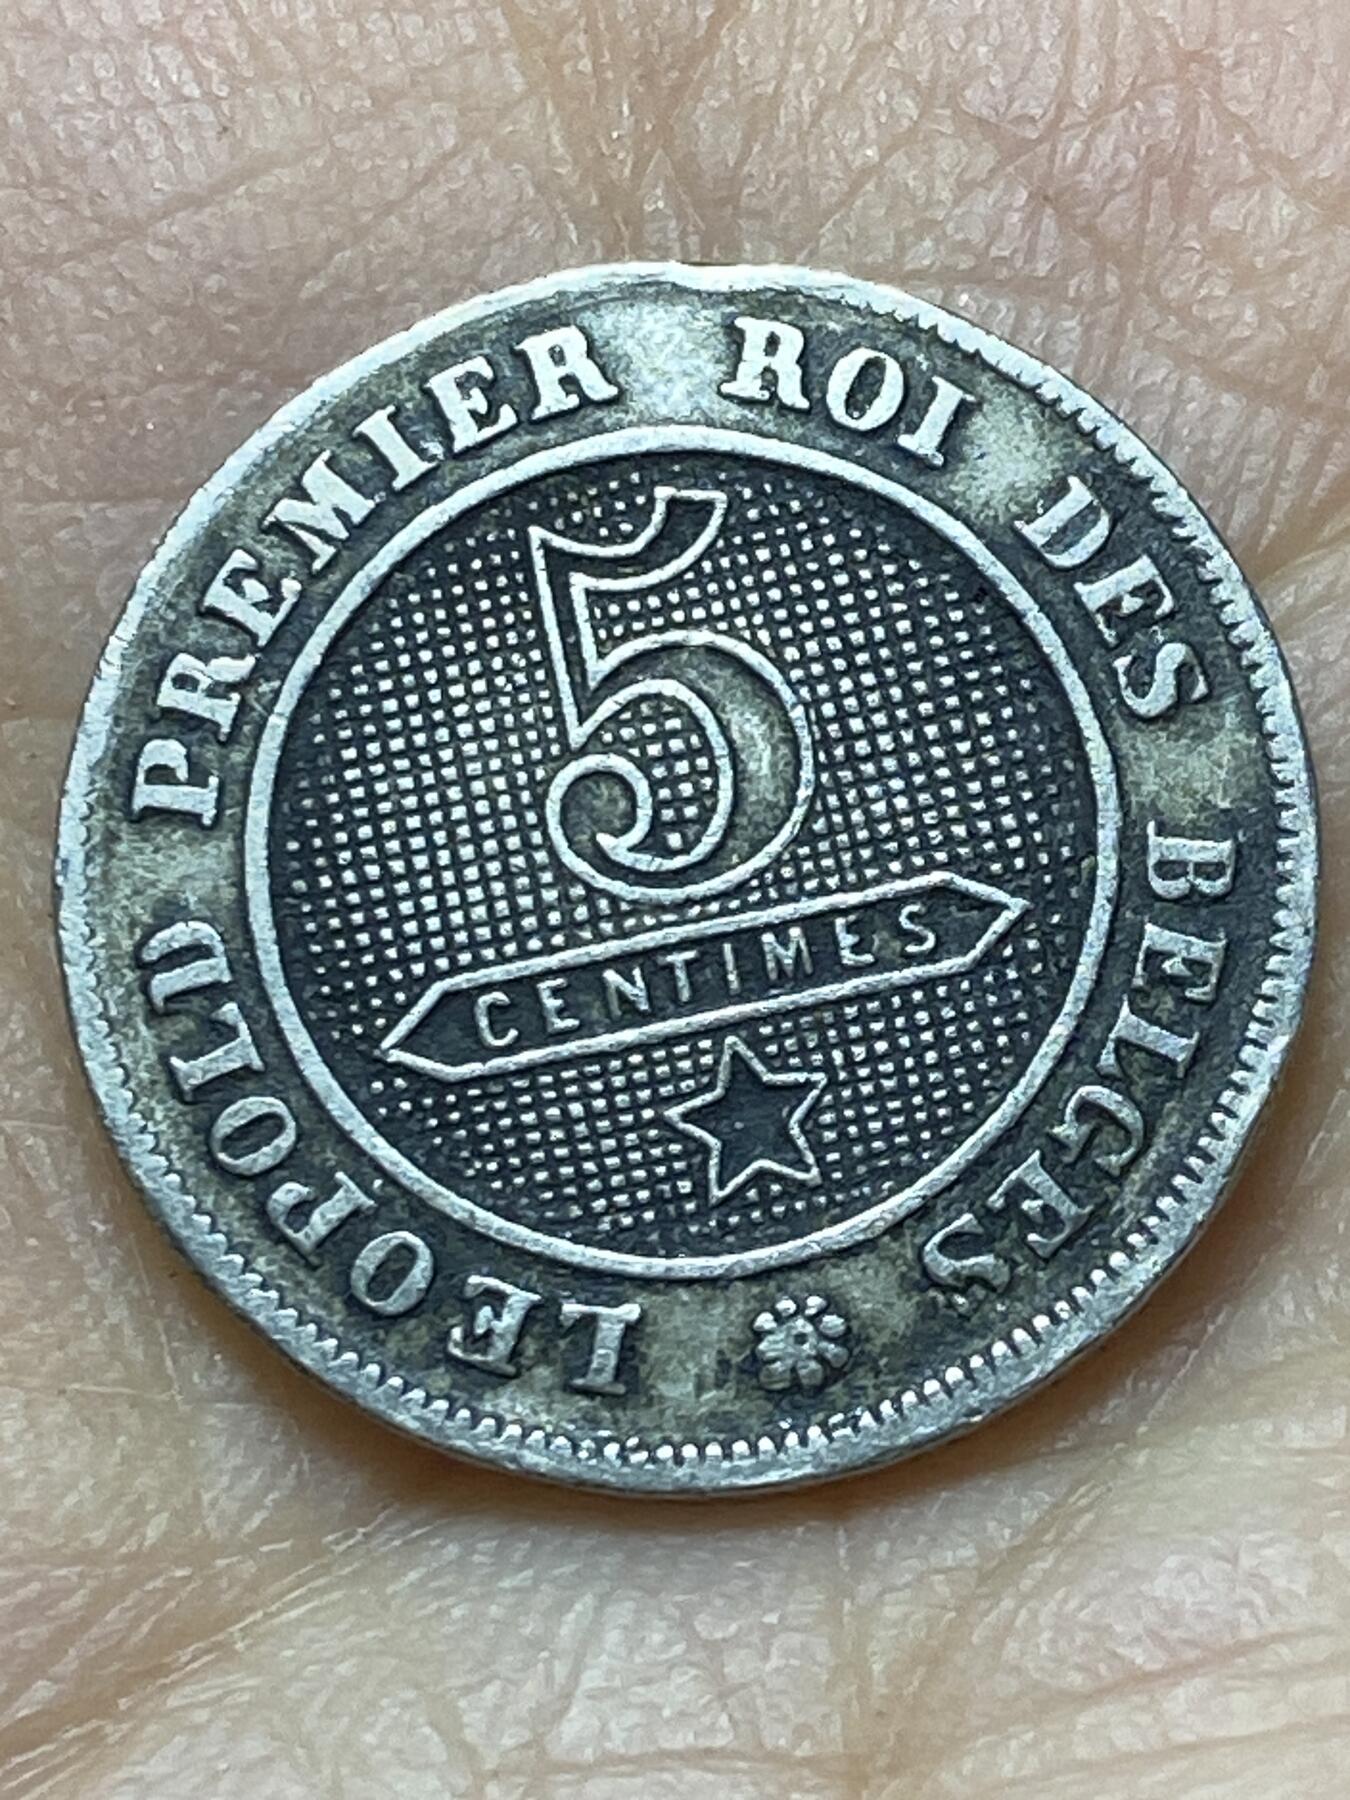 LEOPOLD PREMIER ROI DES BELGES
5
CENTIMES